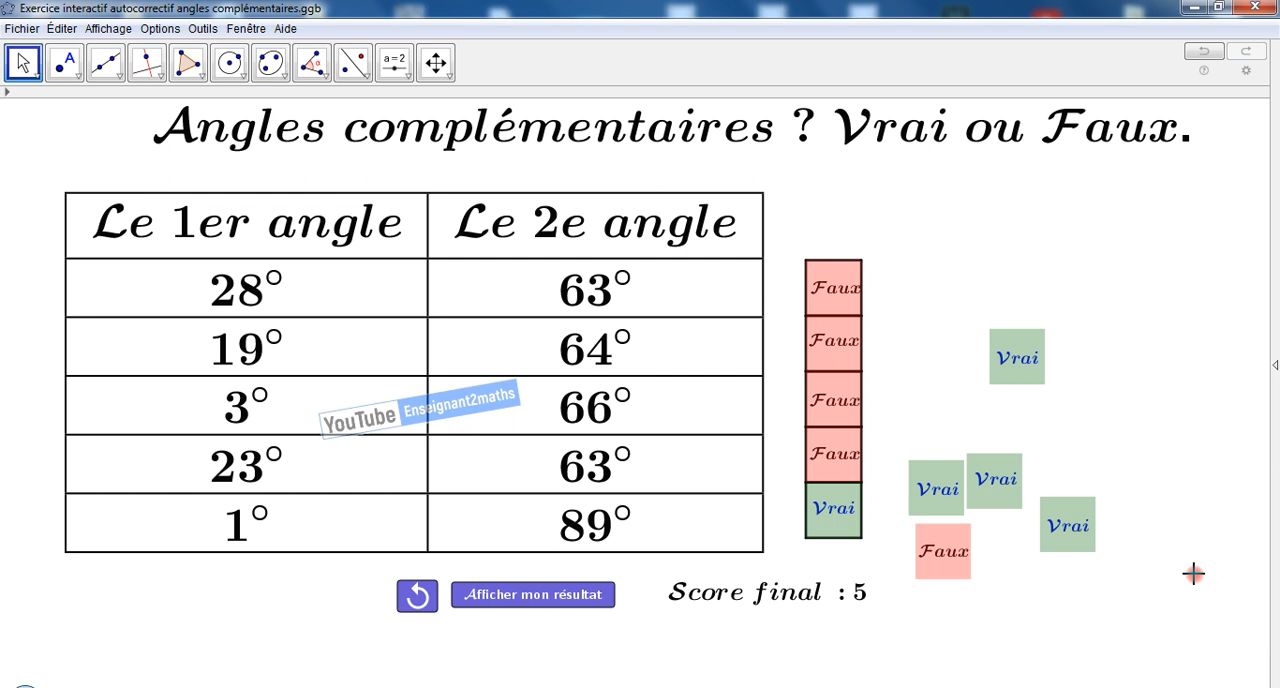 Exercice interactif autocorrectif angles complémentaires.ggb
Fichier Éditer Affichage Options Outils Fenêtre Aide
A
α
a=2
Angles complémentaires ? Vrai ou Faux.
Le 1er angle Le 2e angle
28° 63° Faux
19° 64° Faux
Vrai
3° 66° Faux
YouTube Enseignant2maths
23° 63° Faux
Vrai Vrai
1° 89° Vrai
Vrai
Faux
Afficher mon résultat Score final : 5